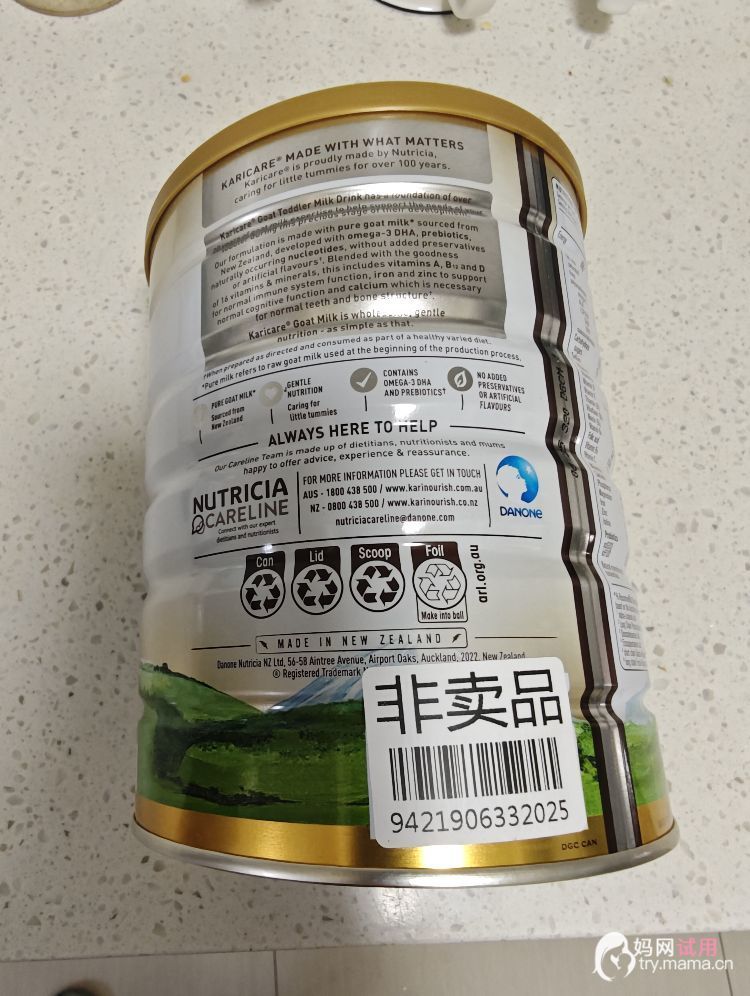 KARICARE® MADE WITH WHAT MATTERS
Karicare® is proudly made by Nutricia,
caring for little tummies for over 100 years.
Karicare® Goat Toddler Milk Drink has a foundation of over
Our formulation is made with pure goat milk* sourced from
New Zealand, developed with omega-3 DHA, prebiotics,
naturally occurring nucleotides, without added preservatives
or artificial flavours†. Blended with the goodness
of 16 vitamins & minerals, this includes vitamins A, B12 and D
for normal immune system function, iron and zinc to support
normal cognitive function and calcium which is necessary
for normal teeth and bone structure†.
Karicare® Goat Milk is gentle
nutrition - as simple as that.
†When prepared as directed and consumed as part of a healthy varied diet.
*Pure milk refers to raw goat milk used at the beginning of the production process.
PURE GOAT MILK*
Sourced from
New Zealand
GENTLE
NUTRITION
Caring for
little tummies
CONTAINS
OMEGA-3 DHA
AND PREBIOTICS†
NO ADDED
PRESERVATIVES
OR ARTIFICIAL
FLAVOURS
ALWAYS HERE TO HELP
Our Careline Team is made up of dietitians, nutritionists and mums
happy to offer advice, experience & reassurance.
NUTRICIA
CARELINE
Connect with our expert
dietitians and nutritionists
FOR MORE INFORMATION PLEASE GET IN TOUCH
AUS - 1800 438 500 / www.karinourish.com.au
NZ - 0800 438 500 / www.karinourish.co.nz
nutriciacareline@danone.com
DANONE
Can
Lid
Scoop
Foil
Make into ball
arl.org.au
MADE IN NEW ZEALAND
Danone Nutricia NZ Ltd, 56-58 Aintree Avenue, Airport Oaks, Auckland, 2022, New Zealand
® Registered Trademark
非卖品
9421906332025
DGC CAN
妈网试用
try.mama.cn